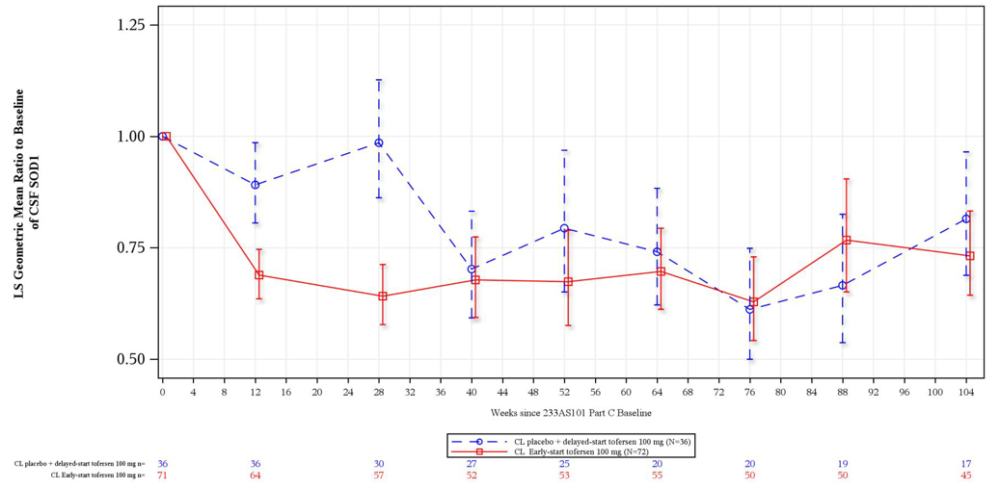 LS Geometric Mean Ratio to Baseline
of CSF SOD1
1.25
1.00
0.75
0.50
0 4 8 12 16 20 24 28 32 36 40 44 48 52 56 60 64 68 72 76 80 84 88 92 96 100 104
Weeks since 233AS101 Part C Baseline
CL placebo + delayed-start tofersen 100 mg (N=36)
CL Early-start tofersen 100 mg (N=72)
CL placebo + delayed-start tofersen 100 mg n= 36 36 30 27 25 20 20 19 17
CL Early-start tofersen 100 mg n= 71 64 57 52 53 55 50 50 45